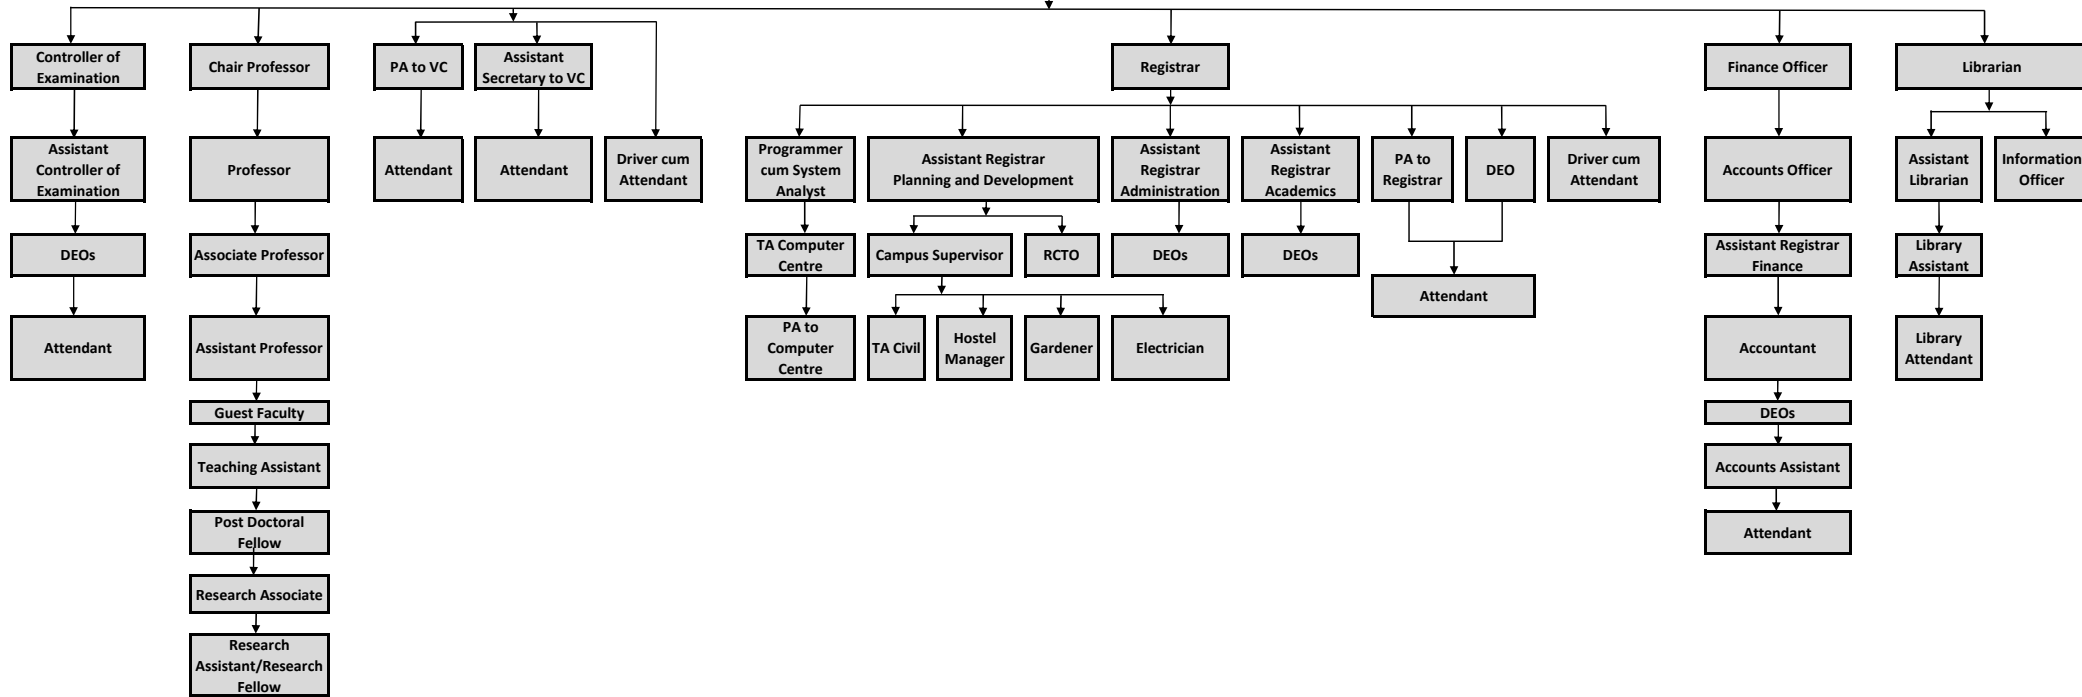 Controller of
Examination
Chair Professor
PA to VC
Assistant
Secretary to VC
Registrar
Finance Officer
Librarian
Assistant
Controller of
Examination
Professor
Attendant
Attendant
Driver cum
Attendant
Programmer
cum System
Analyst
Assistant Registrar
Planning and Development
Assistant
Registrar
Administration
Assistant
Registrar
Academics
PA to
Registrar
DEO
Driver cum
Attendant
Accounts Officer
Assistant
Librarian
Information
Officer
DEOs
Associate Professor
TA Computer
Centre
Campus Supervisor
RCTO
DEOs
DEOs
Attendant
Assistant Registrar
Finance
Library
Assistant
Attendant
Assistant Professor
PA to
Computer
Centre
TA Civil
Hostel
Manager
Gardener
Electrician
Accountant
Library
Attendant
Guest Faculty
DEOs
Teaching Assistant
Accounts Assistant
Post Doctoral
Fellow
Attendant
Research Associate
Research
Assistant/Research
Fellow